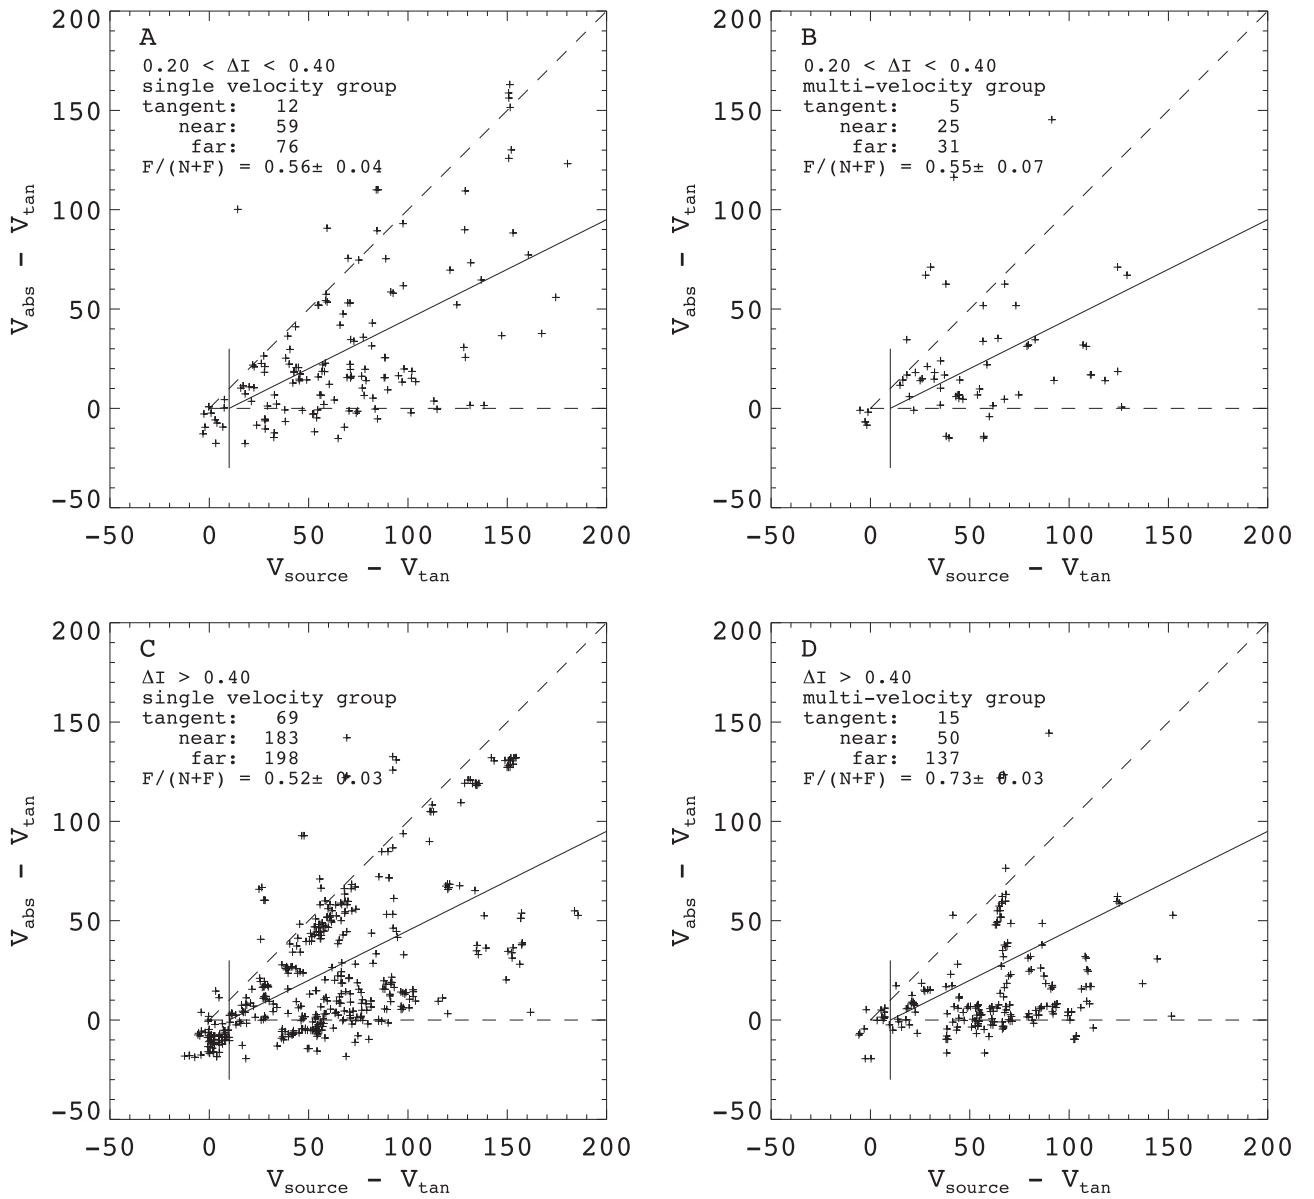 A
0.20 < ΔI < 0.40
single velocity group
tangent: 12
near: 59
far: 76
F/(N+F) = 0.56± 0.04
200
150
100
50
0
−50
V_abs − V_tan
−50 0 50 100 150 200
V_source − V_tan
B
0.20 < ΔI < 0.40
multi−velocity group
tangent: 5
near: 25
far: 31
F/(N+F) = 0.55± 0.07
200
150
100
50
0
−50
V_abs − V_tan
−50 0 50 100 150 200
V_source − V_tan
C
ΔI > 0.40
single velocity group
tangent: 69
near: 183
far: 198
F/(N+F) = 0.52± 0.03
200
150
100
50
0
−50
V_abs − V_tan
−50 0 50 100 150 200
V_source − V_tan
D
ΔI > 0.40
multi−velocity group
tangent: 15
near: 50
far: 137
F/(N+F) = 0.73± 0.03
200
150
100
50
0
−50
V_abs − V_tan
−50 0 50 100 150 200
V_source − V_tan